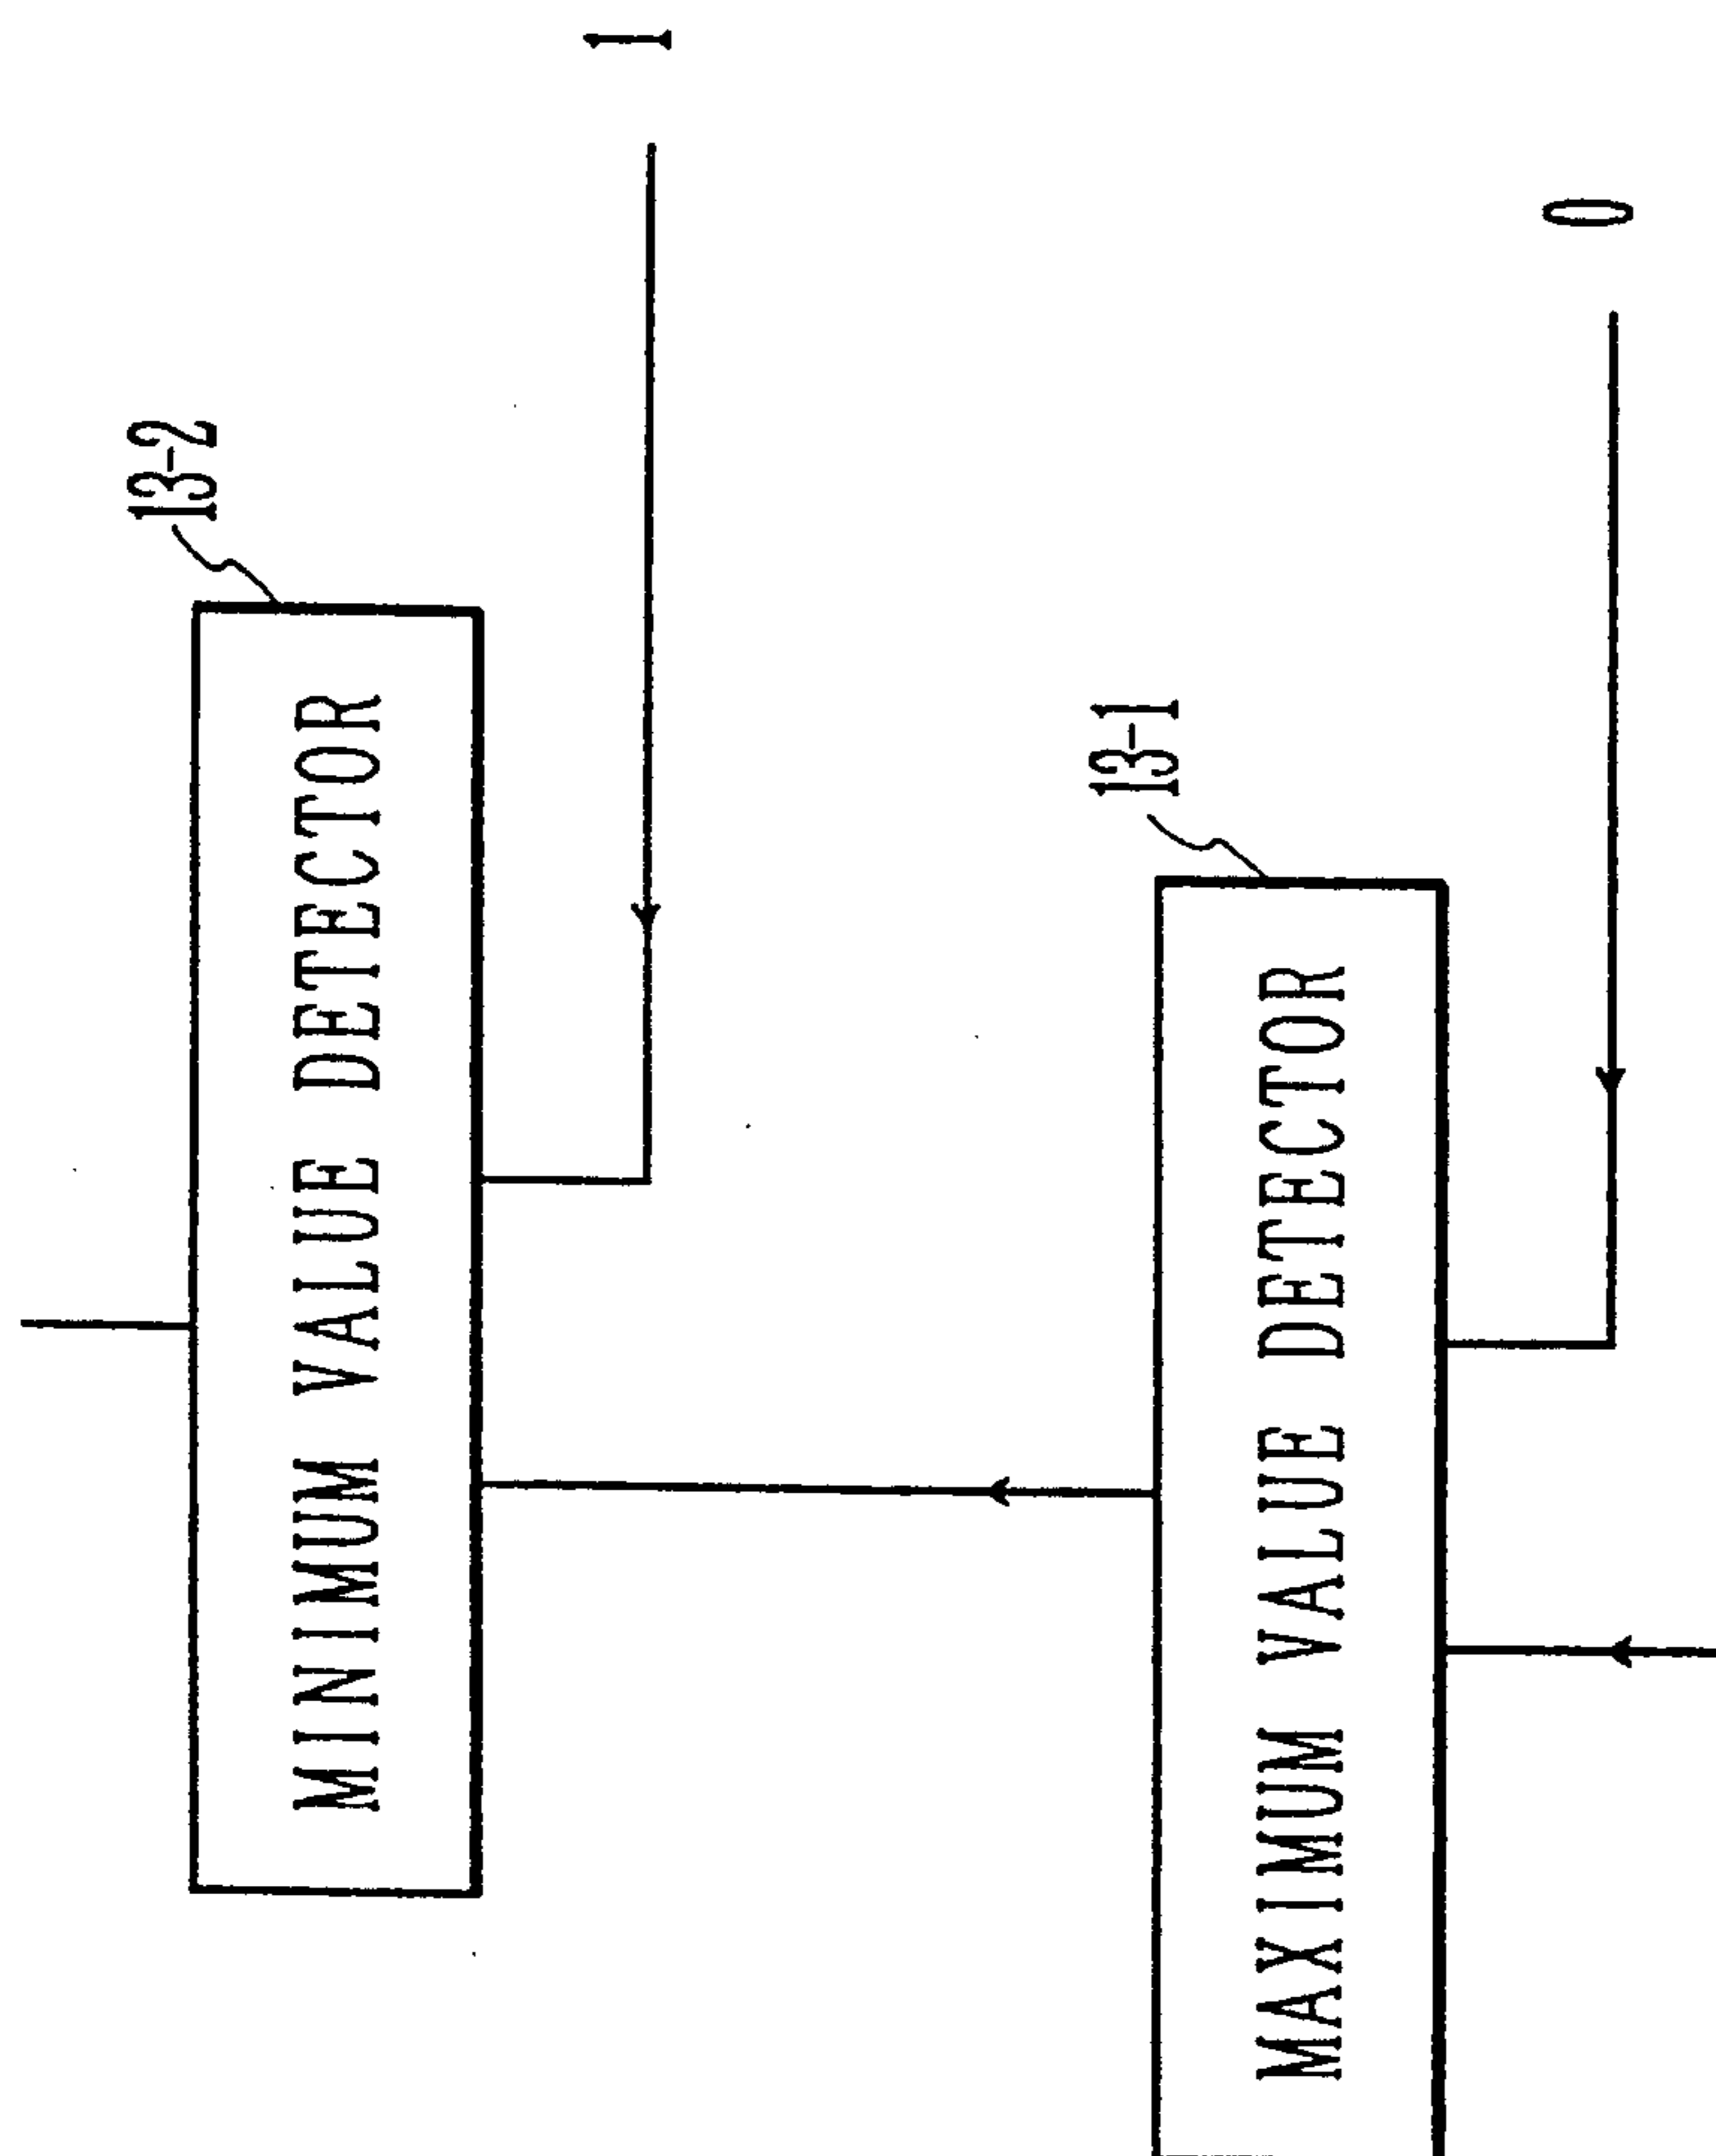 1
13-2
MINIMUM VALUE DETECTOR
0
13-1
MAXIMUM VALUE DETECTOR